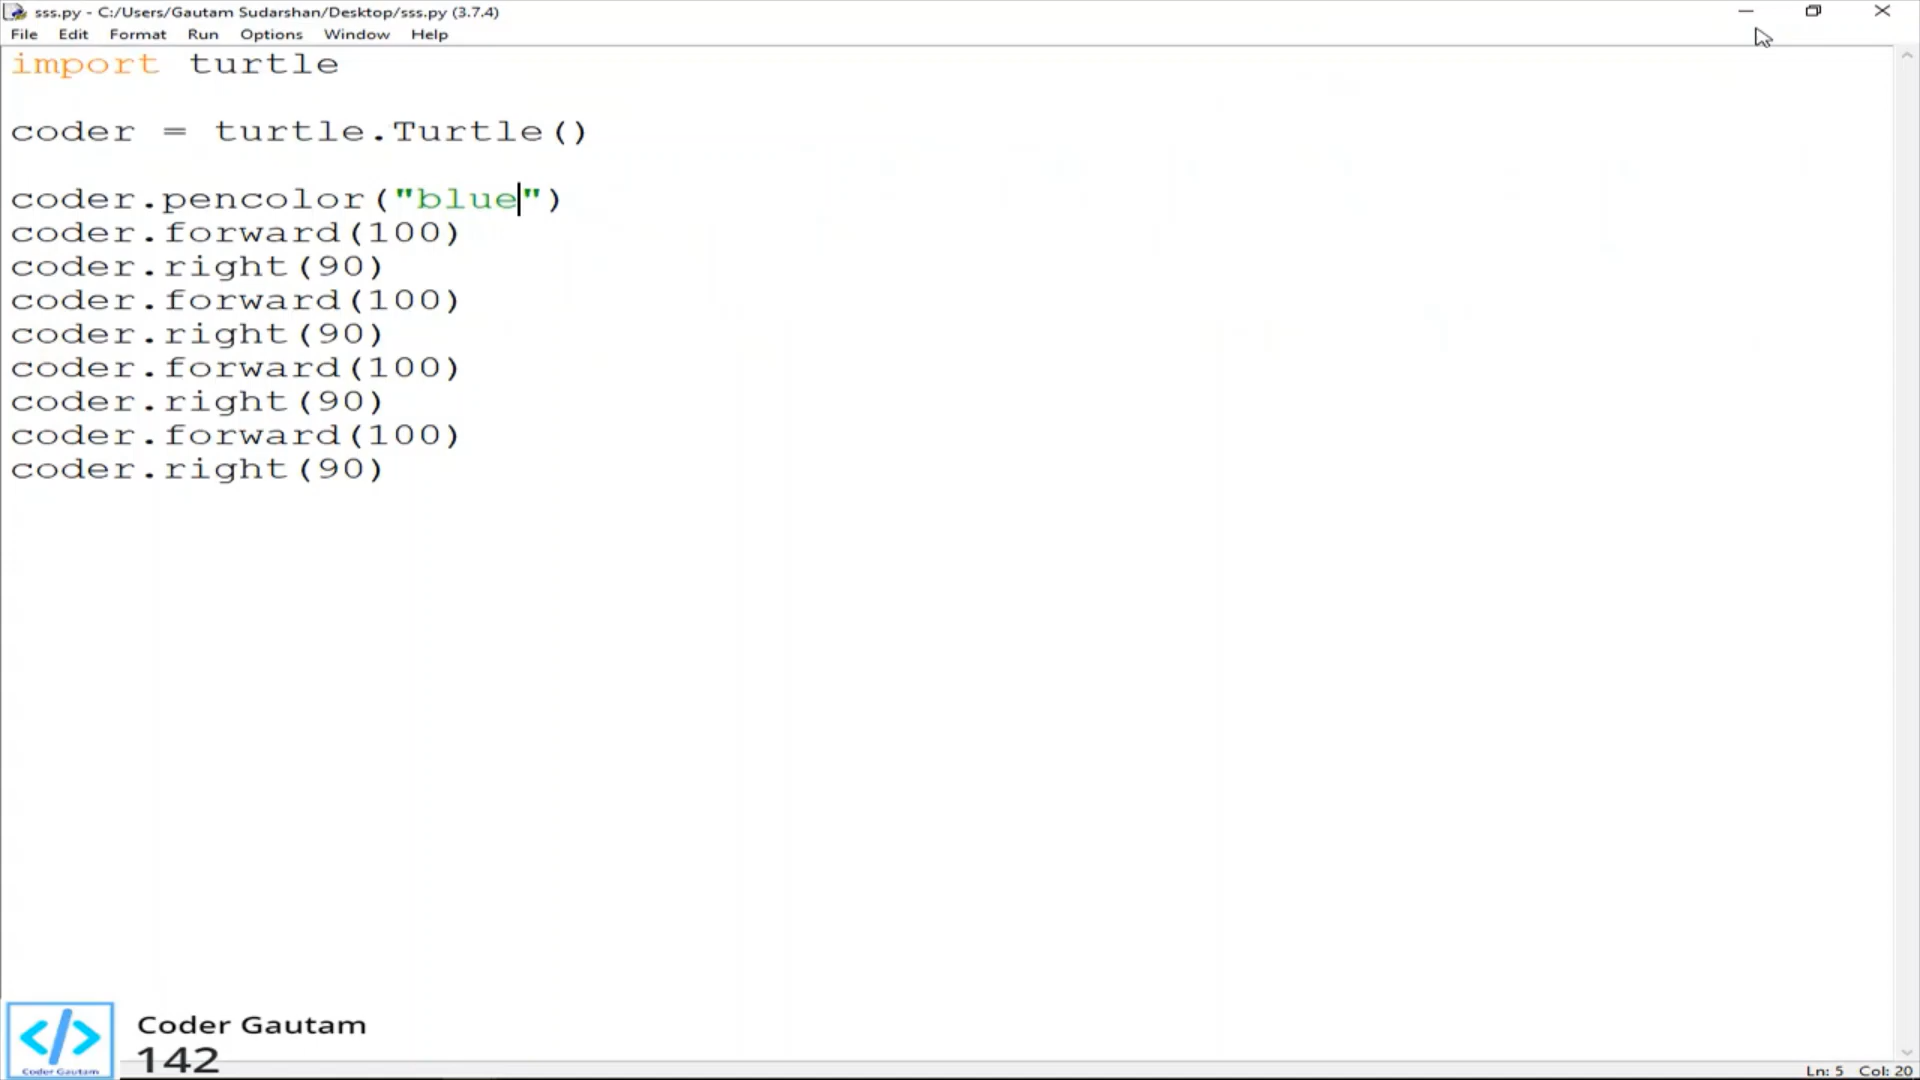 sss.py - C:/Users/Gautam Sudarshan/Desktop/sss.py (3.7.4)
File Edit Format Run Options Window Help
import turtle
coder = turtle.Turtle()
coder.pencolor("blue")
coder.forward(100)
coder.right(90)
coder.forward(100)
coder.right(90)
coder.forward(100)
coder.right(90)
coder.forward(100)
coder.right(90)
</>
Coder Gautam
Coder Gautam
142
Ln: 5 Col: 20